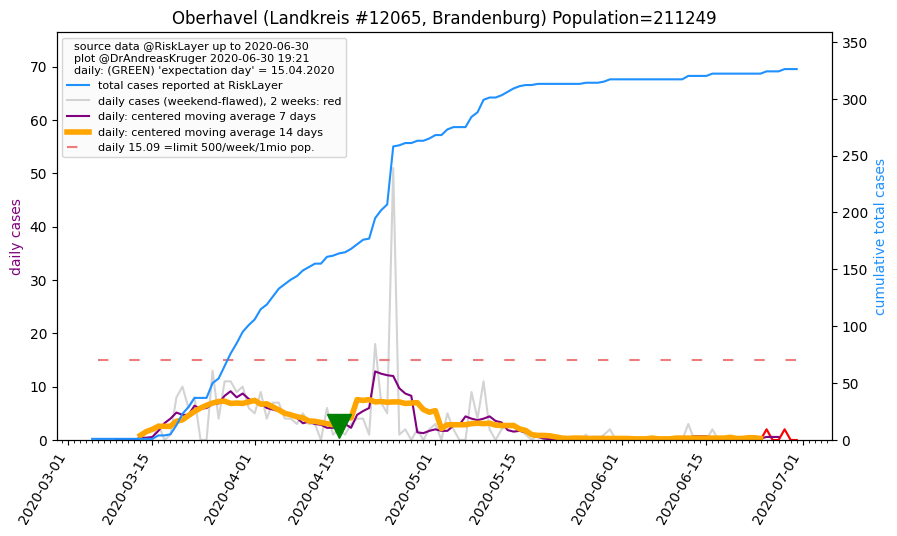 Oberhavel (Landkreis #12065, Brandenburg) Population=211249
source data @RiskLayer up to 2020-06-30
plot @DrAndreasKruger 2020-06-30 19:21
daily: (GREEN) 'expectation day' = 15.04.2020
total cases reported at RiskLayer
daily cases (weekend-flawed), 2 weeks: red
daily: centered moving average 7 days
daily: centered moving average 14 days
daily 15.09 =limit 500/week/1mio pop.
daily cases
70
60
50
40
30
20
10
0
cumulative total cases
350
300
250
200
150
100
50
0
2020-03-01
2020-03-15
2020-04-01
2020-04-15
2020-05-01
2020-05-15
2020-06-01
2020-06-15
2020-07-01